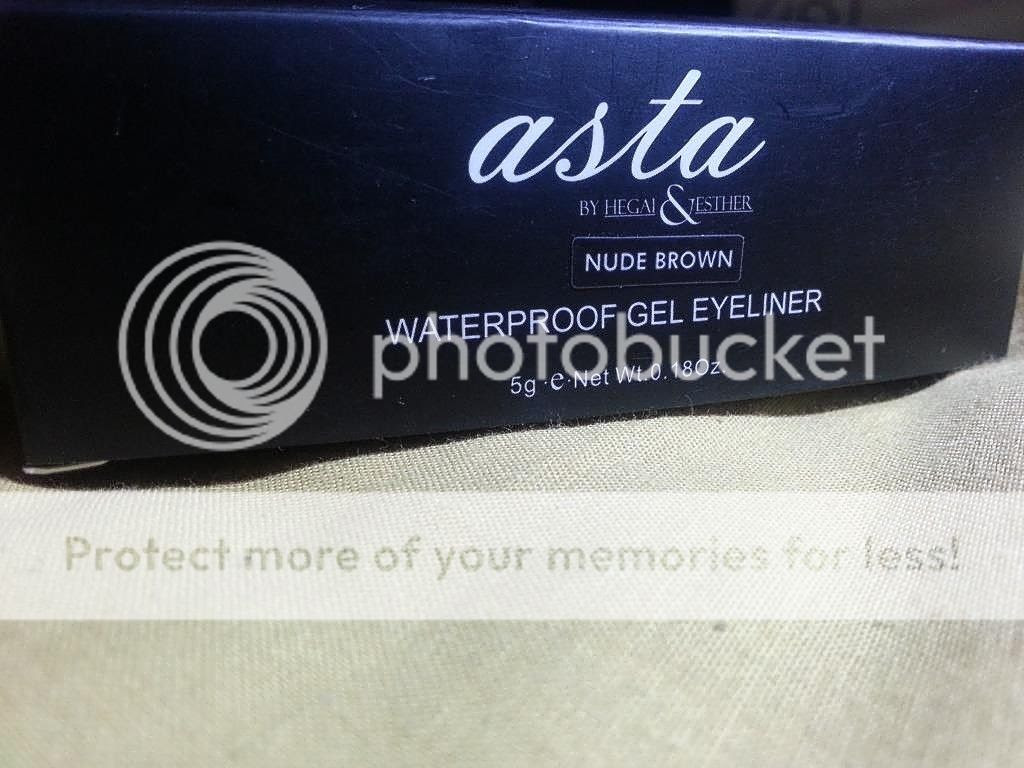 asta
BY HEGAI & ESTHER
NUDE BROWN
WATERPROOF GEL EYELINER
photobucket
5g ·e· Net Wt.0.18Oz.
Protect more of your memories for less!